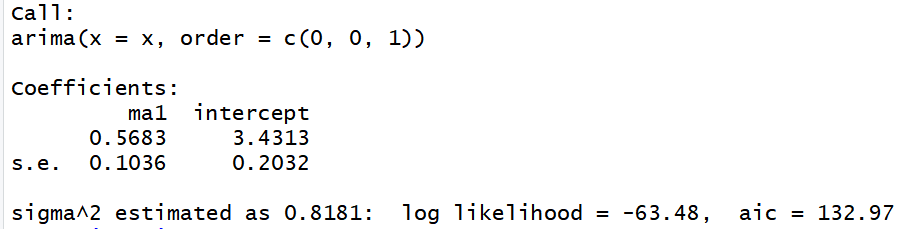 Call:
arima(x = x, order = c(0, 0, 1))
Coefficients:
ma1 intercept
0.5683 3.4313
s.e. 0.1036 0.2032
sigma^2 estimated as 0.8181: log likelihood = -63.48, aic = 132.97